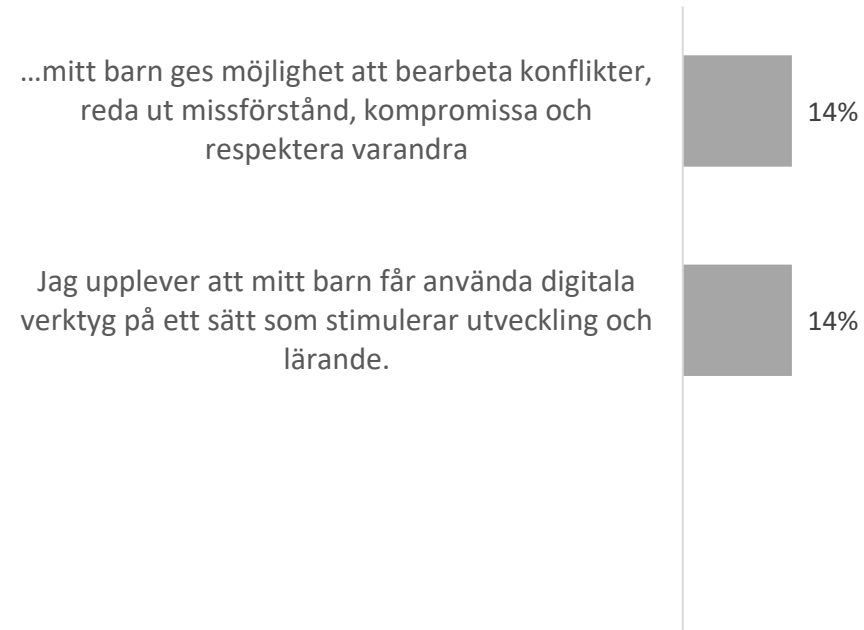 ...mitt barn ges möjlighet att bearbeta konflikter,
reda ut missförstånd, kompromissa och
respektera varandra
14%
Jag upplever att mitt barn får använda digitala
verktyg på ett sätt som stimulerar utveckling och
lärande.
14%